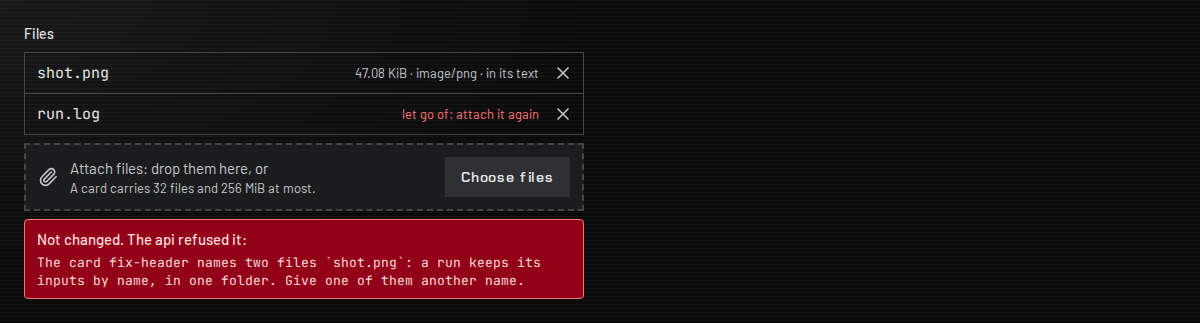 Files
shot.png 47.08 KiB · image/png · in its text
run.log let go of: attach it again
Attach files: drop them here, or
A card carries 32 files and 256 MiB at most.
Choose files
Not changed. The api refused it:
The card fix-header names two files `shot.png`: a run keeps its
inputs by name, in one folder. Give one of them another name.